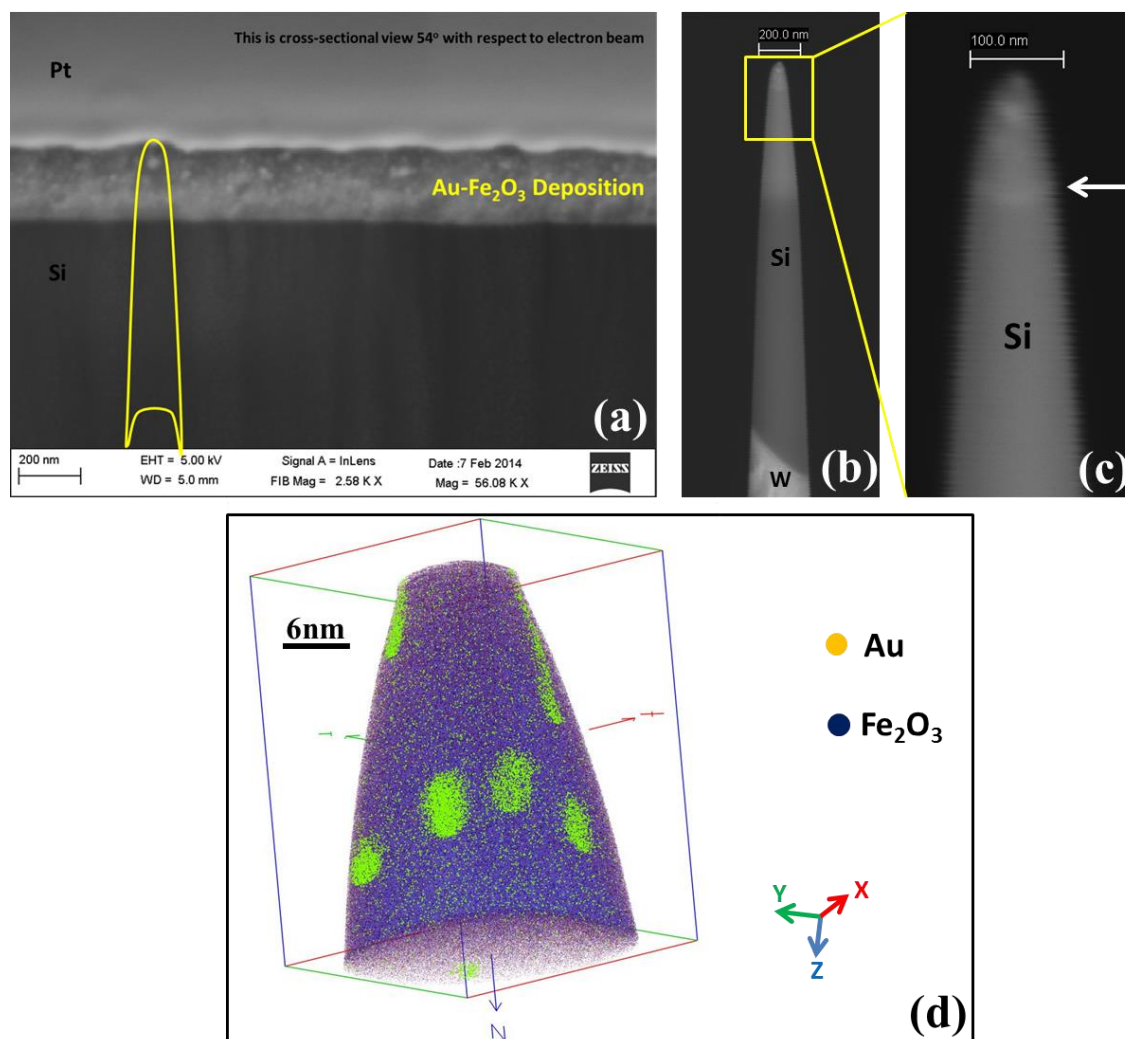 This is cross-sectional view 54° with respect to electron beam
Pt
Au-Fe₂O₃ Deposition
Si
(a)
200 nm
EHT = 5.00 kV
WD = 5.0 mm
Signal A = InLens
FIB Mag = 2.58 K X
Date :7 Feb 2014
Mag = 56.08 K X
ZEISS
200.0 nm
Si
W
(b)
100.0 nm
Si
(c)
6nm
Au
Fe₂O₃
Y
X
Z
Z
(d)